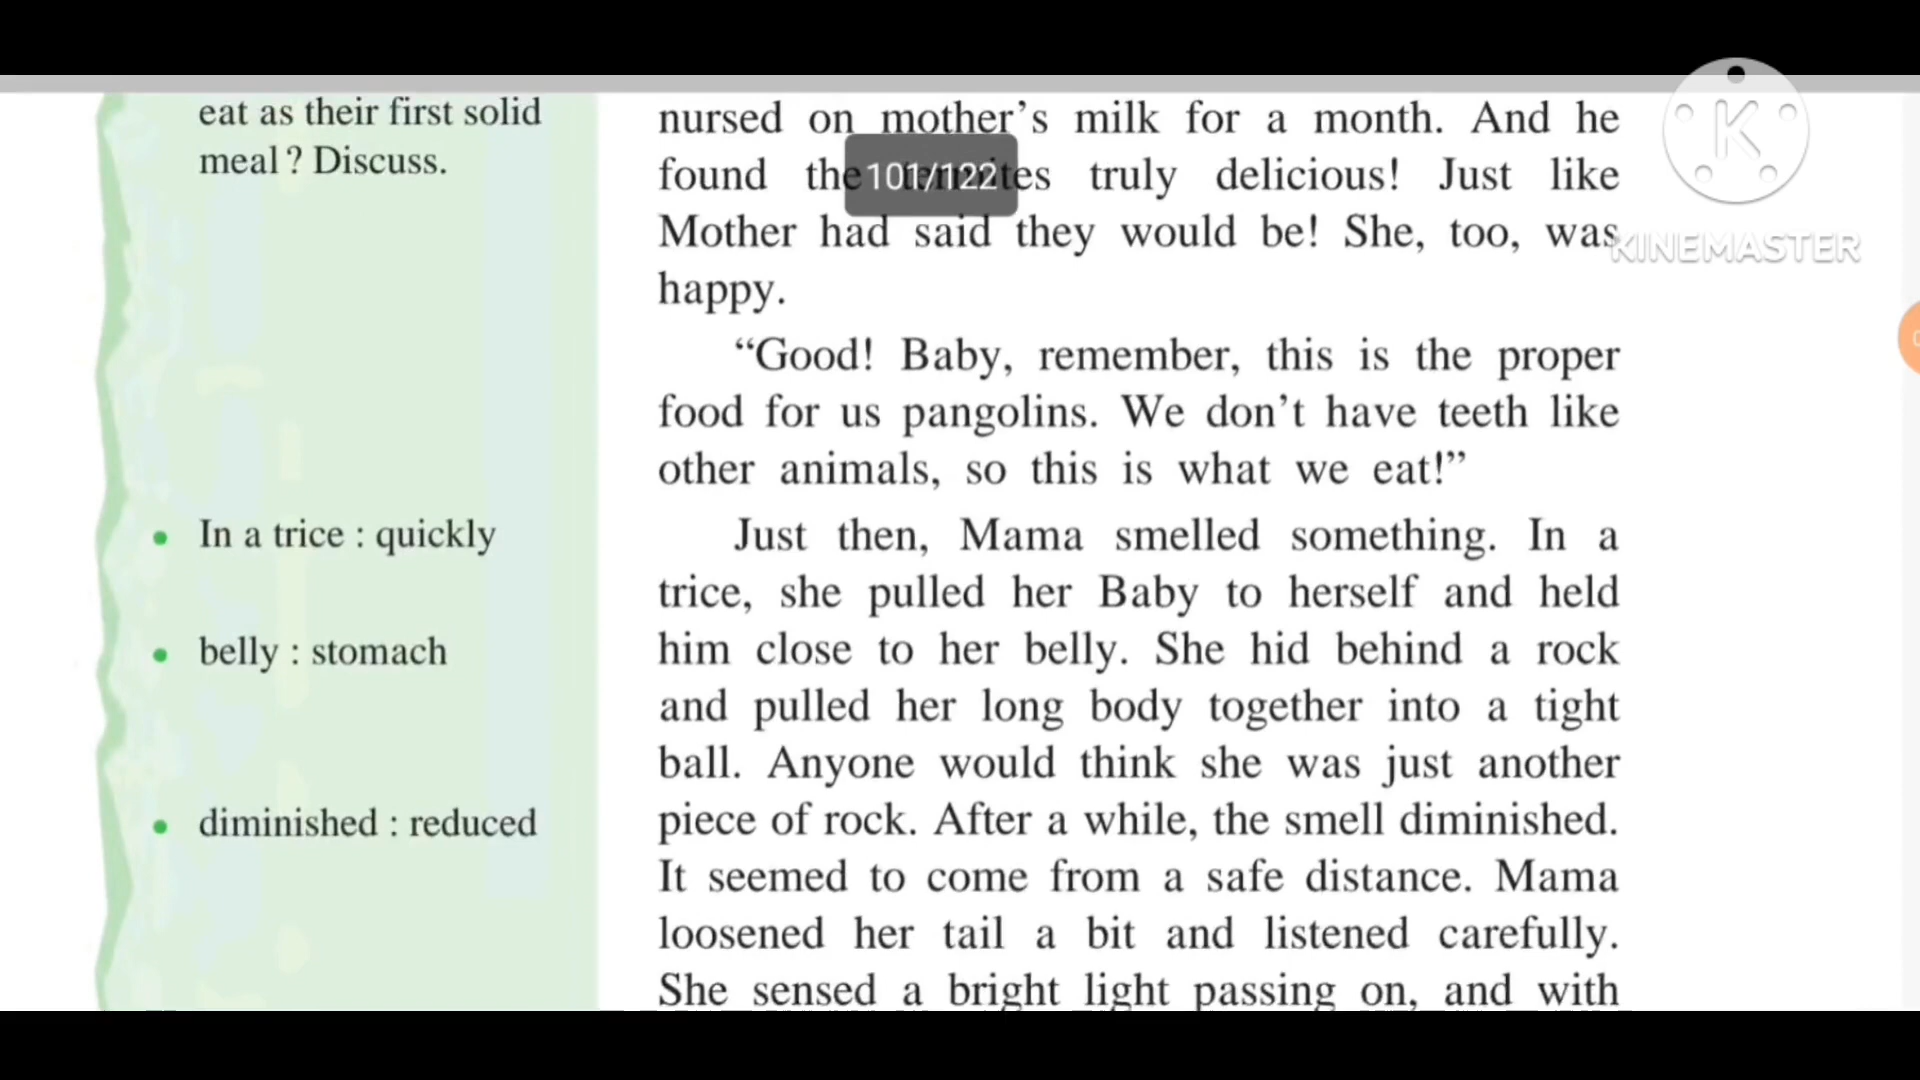 eat as their first solid
meal? Discuss.
• In a trice : quickly
• belly : stomach
• diminished : reduced
nursed on mother's milk for a month. And he
found the 101/122 truly delicious! Just like
Mother had said they would be! She, too, was
happy.
“Good! Baby, remember, this is the proper
food for us pangolins. We don't have teeth like
other animals, so this is what we eat!”
Just then, Mama smelled something. In a
trice, she pulled her Baby to herself and held
him close to her belly. She hid behind a rock
and pulled her long body together into a tight
ball. Anyone would think she was just another
piece of rock. After a while, the smell diminished.
It seemed to come from a safe distance. Mama
loosened her tail a bit and listened carefully.
She sensed a bright light passing on, and with
K
KINEMASTER